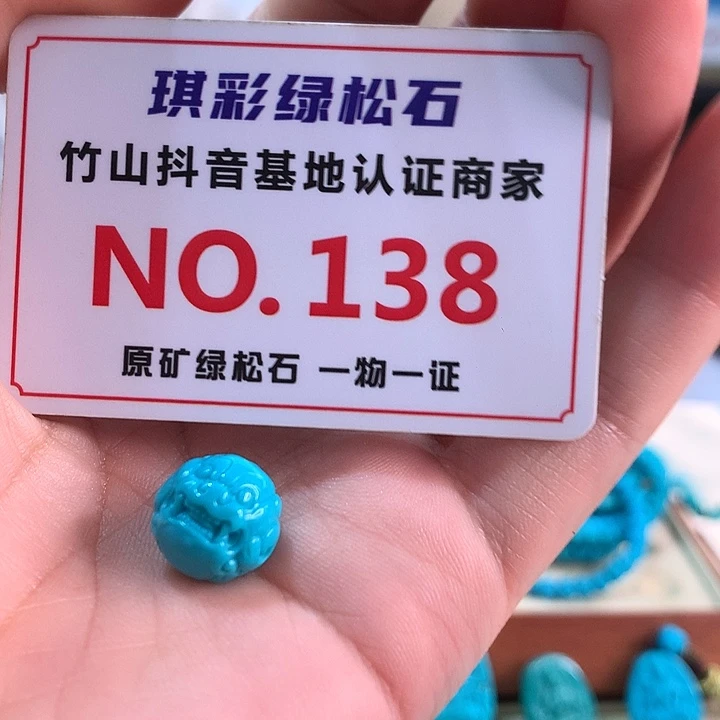 琪彩绿松石
竹山抖音基地认证商家
NO.138
原矿绿松石 一物一证